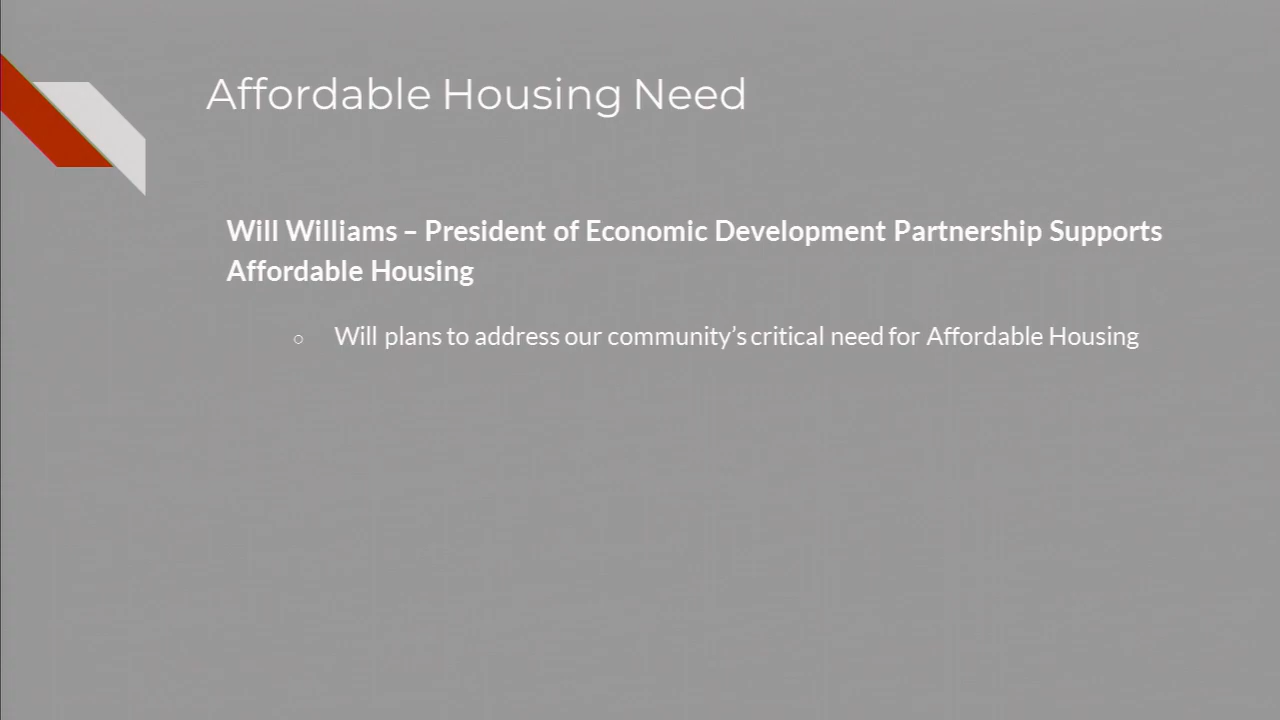 Affordable Housing Need
Will Williams – President of Economic Development Partnership Supports
Affordable Housing
○ Will plans to address our community’s critical need for Affordable Housing